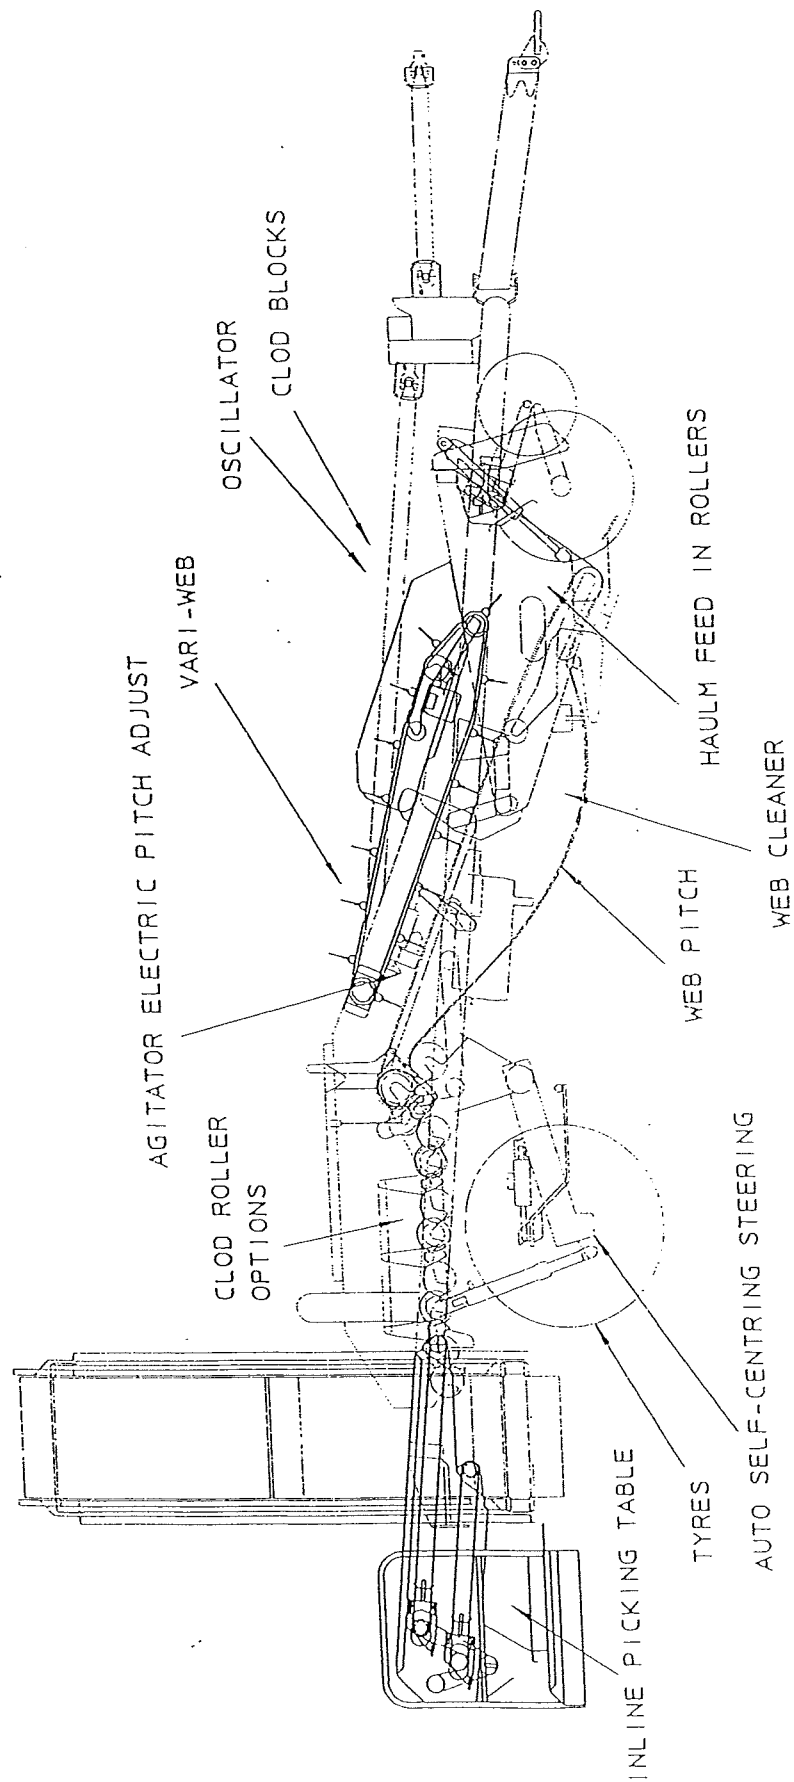 OSCILLATOR
CLOD BLOCKS
VARI-WEB
AGITATOR ELECTRIC PITCH ADJUST
CLOD ROLLER
OPTIONS
HAULM FEED IN ROLLERS
WEB CLEANER
WEB PITCH
AUTO SELF-CENTRING STEERING
TYRES
INLINE PICKING TABLE